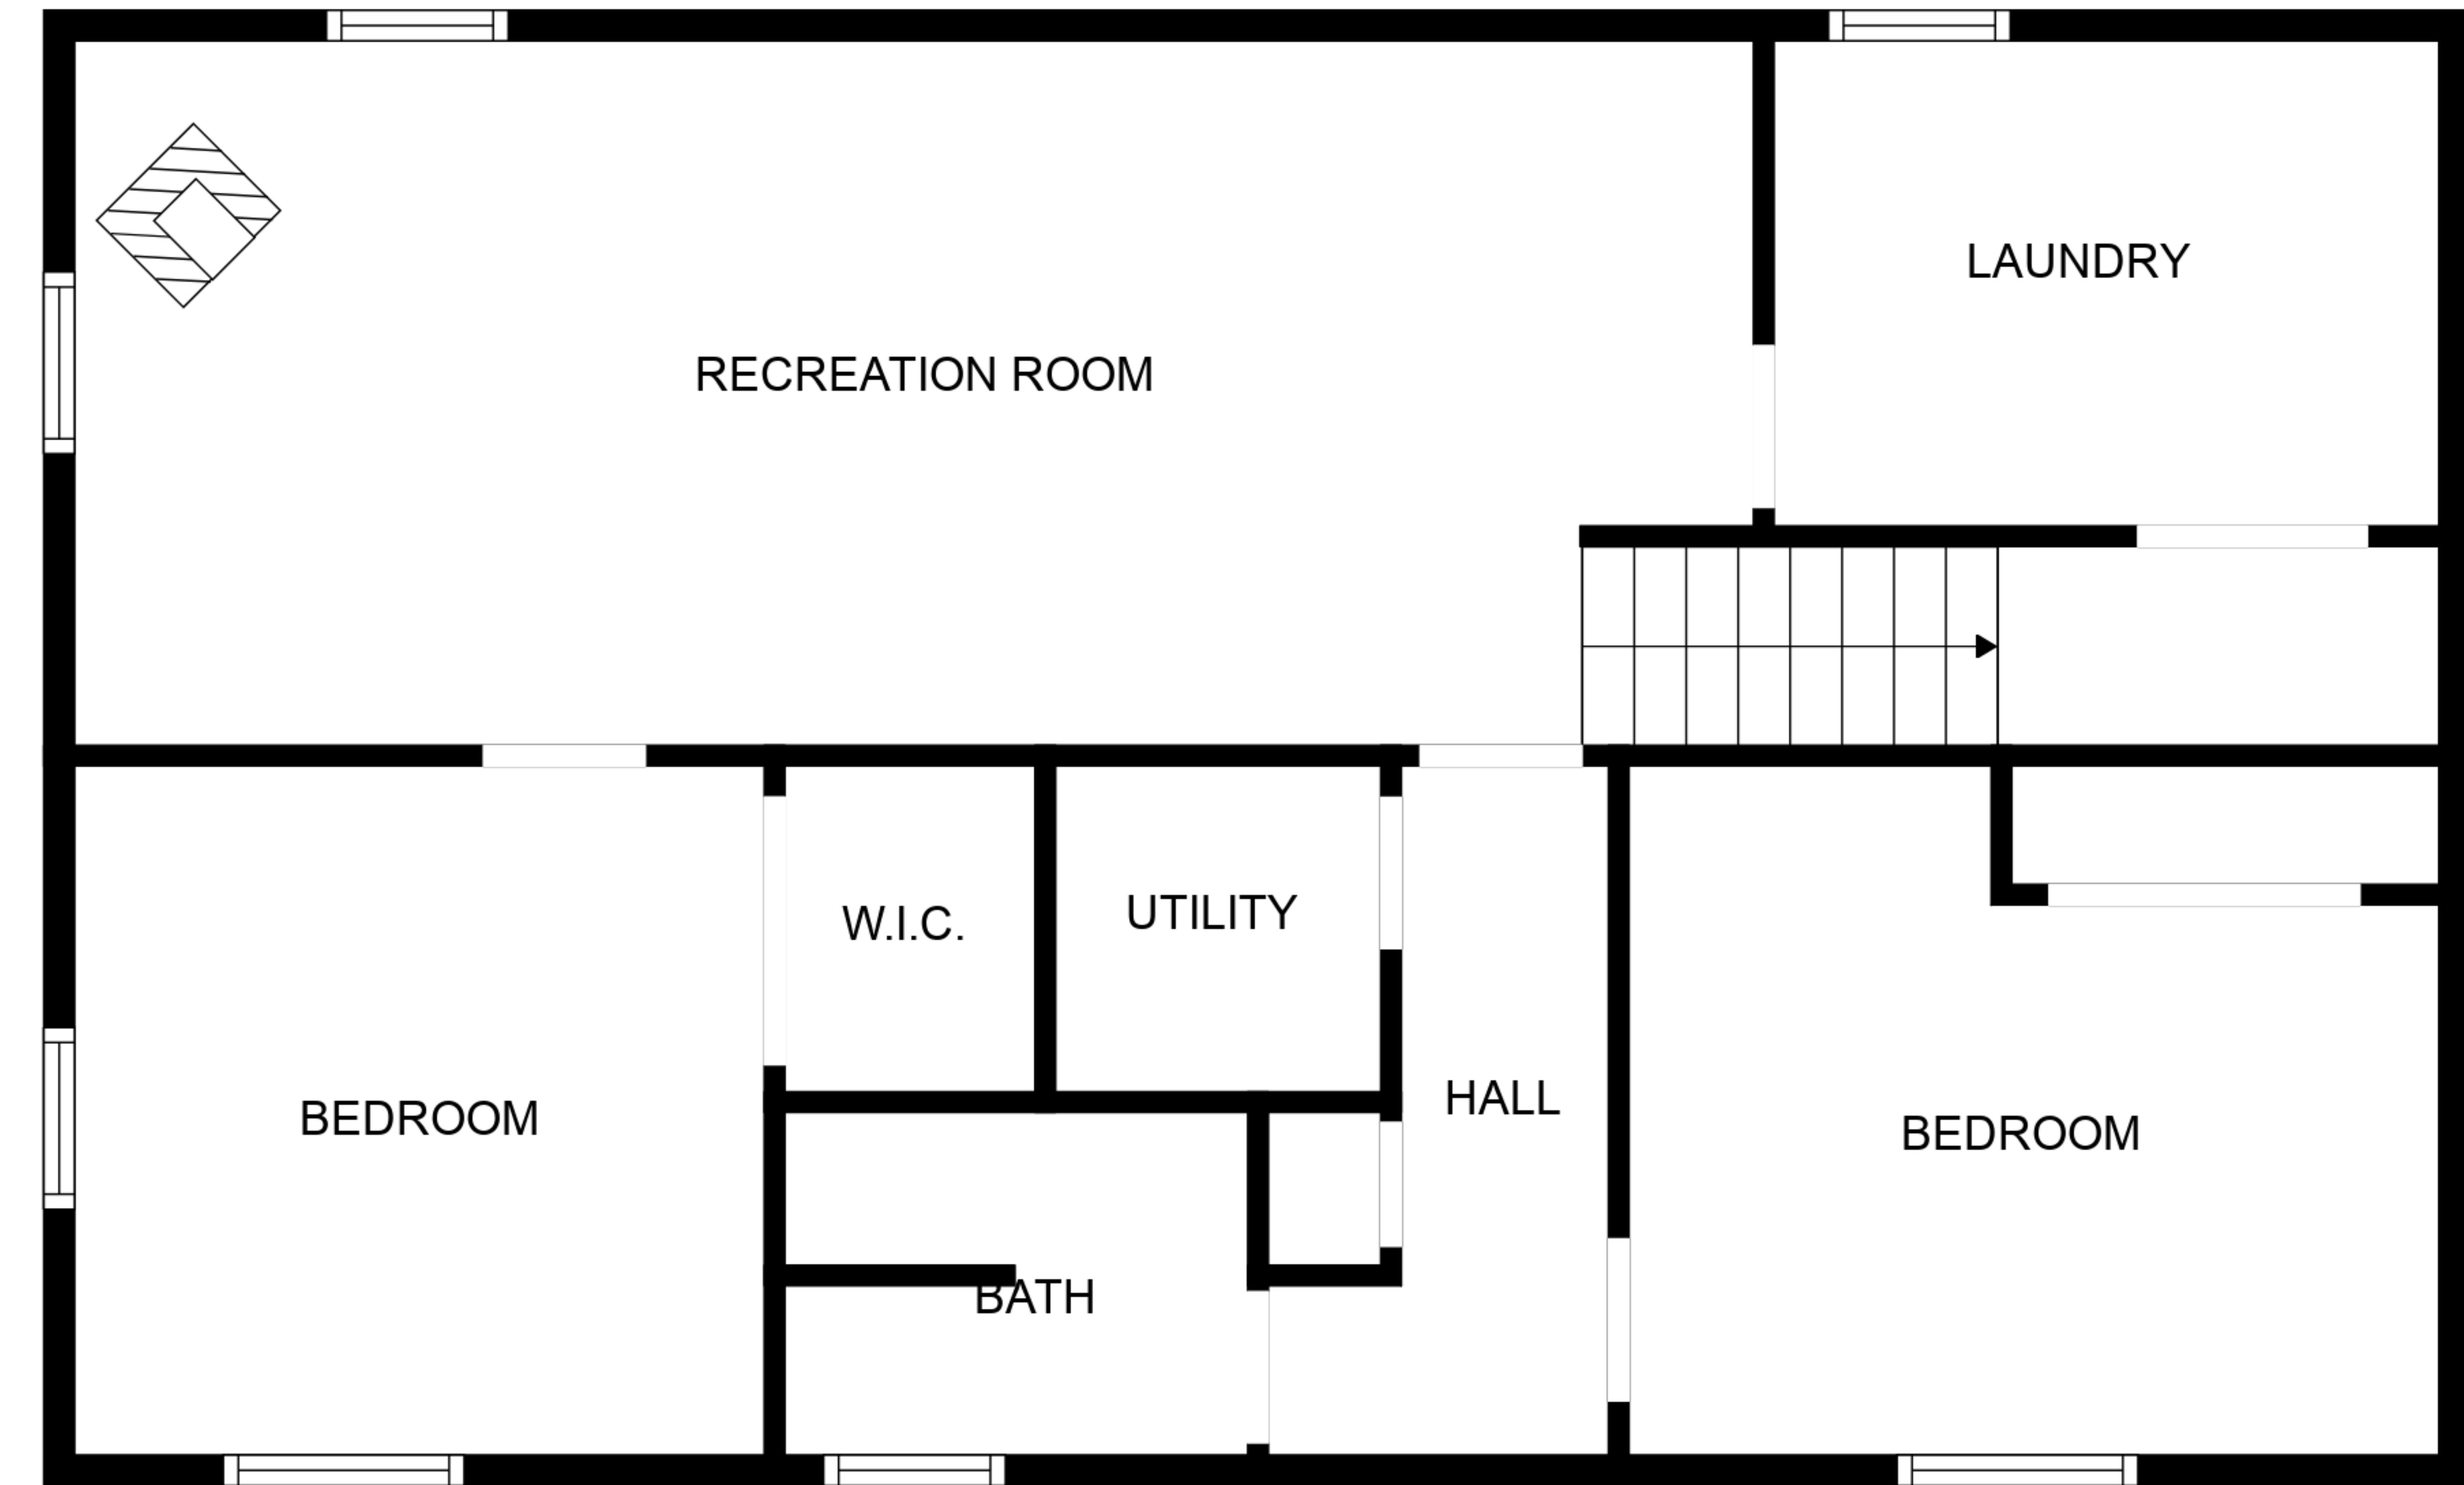 LAUNDRY
RECREATION ROOM
W.I.C.
UTILITY
HALL
BEDROOM
BEDROOM
BATH